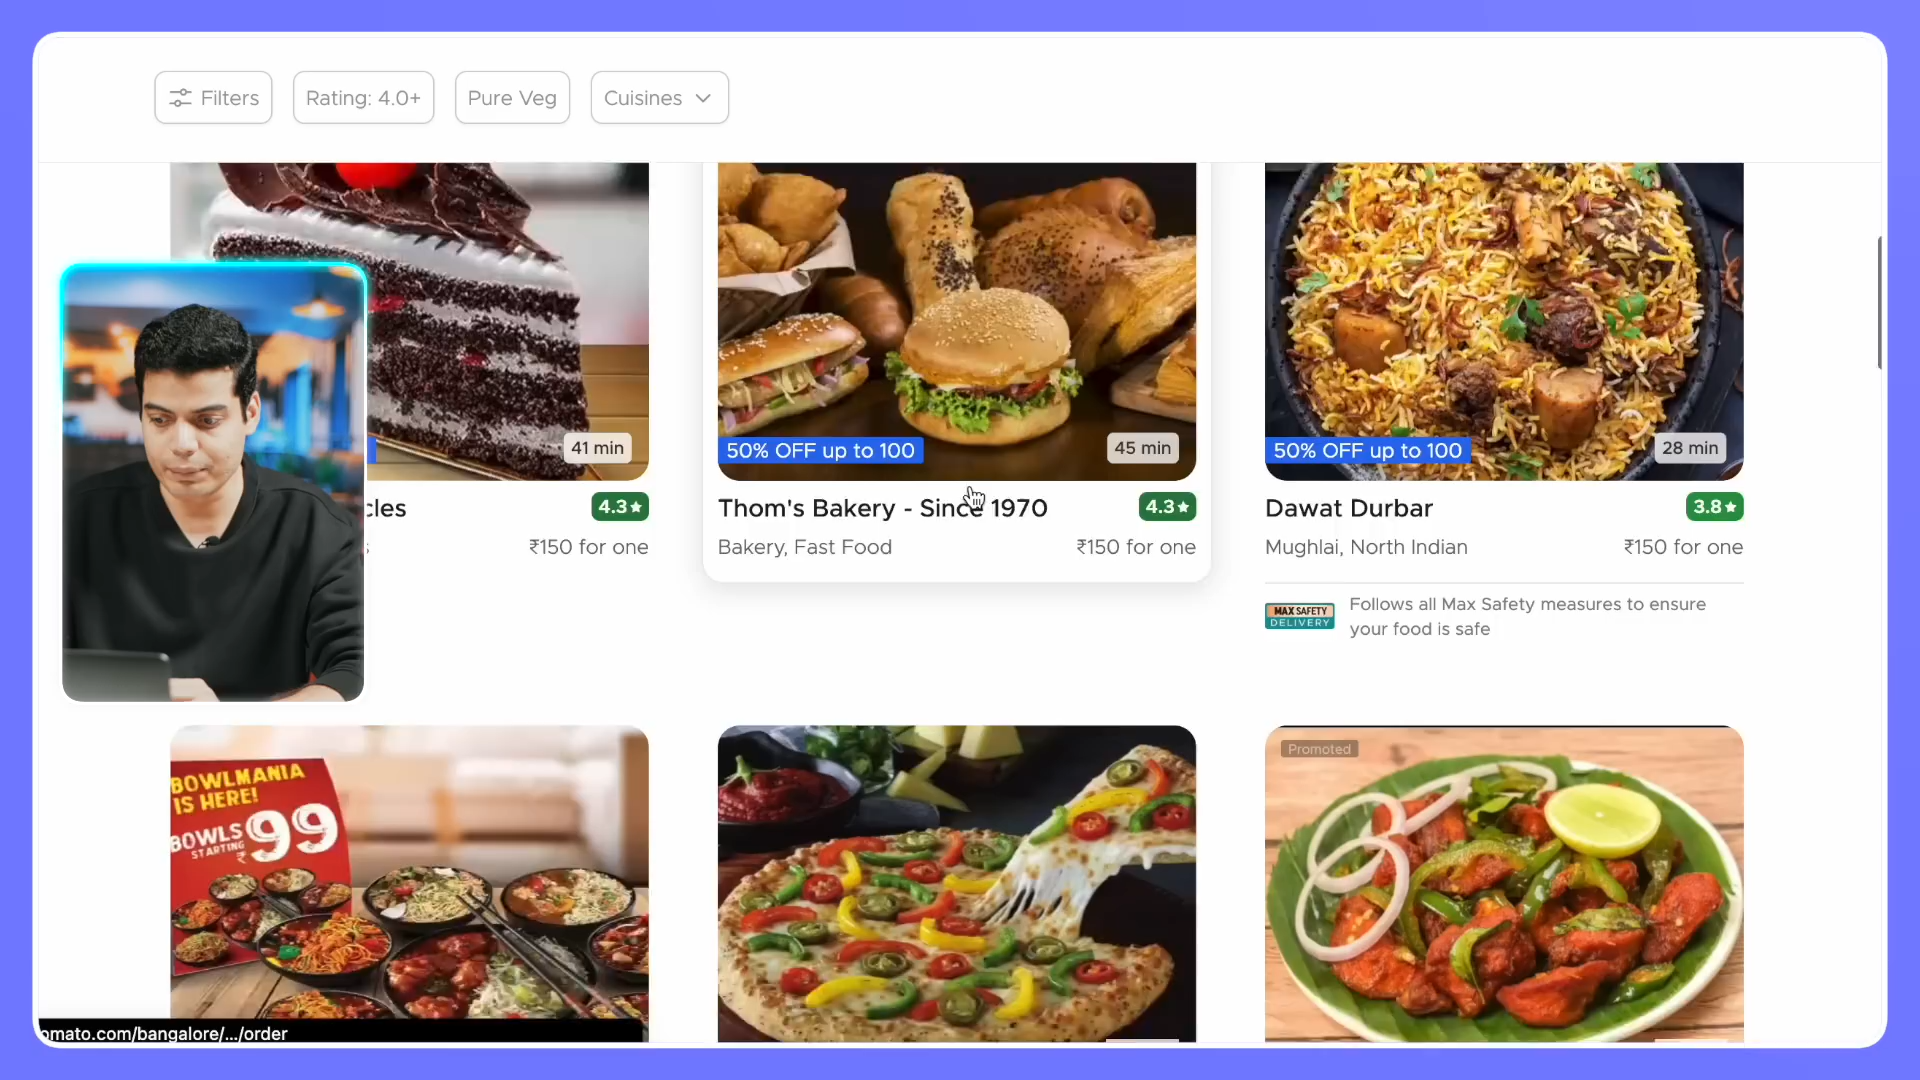 Filters
Rating: 4.0+
Pure Veg
Cuisines
41 min
50% OFF up to 100
45 min
50% OFF up to 100
28 min
cles
4.3
Thom's Bakery - Since 1970
4.3
Dawat Durbar
3.8
₹150 for one
Bakery, Fast Food
₹150 for one
Mughlai, North Indian
₹150 for one
MAX SAFETY
DELIVERY
Follows all Max Safety measures to ensure
your food is safe
BOWLMANIA
IS HERE!
BOWLS
STARTING
₹99
Promoted
omato.com/bangalore/.../order